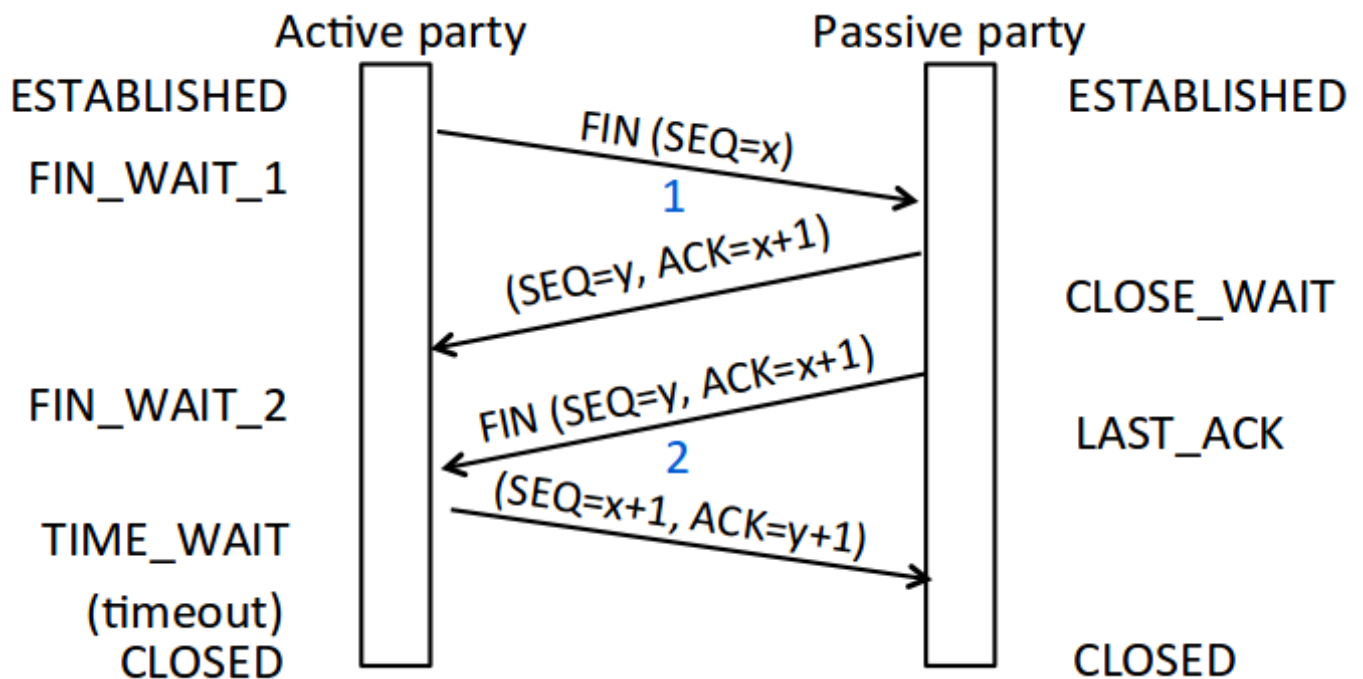 Active party
Passive party
ESTABLISHED
ESTABLISHED
FIN (SEQ=x)
FIN_WAIT_1
1
(SEQ=y, ACK=x+1)
CLOSE_WAIT
FIN (SEQ=y, ACK=x+1)
FIN_WAIT_2
LAST_ACK
2
(SEQ=x+1, ACK=y+1)
TIME_WAIT
(timeout)
CLOSED
CLOSED